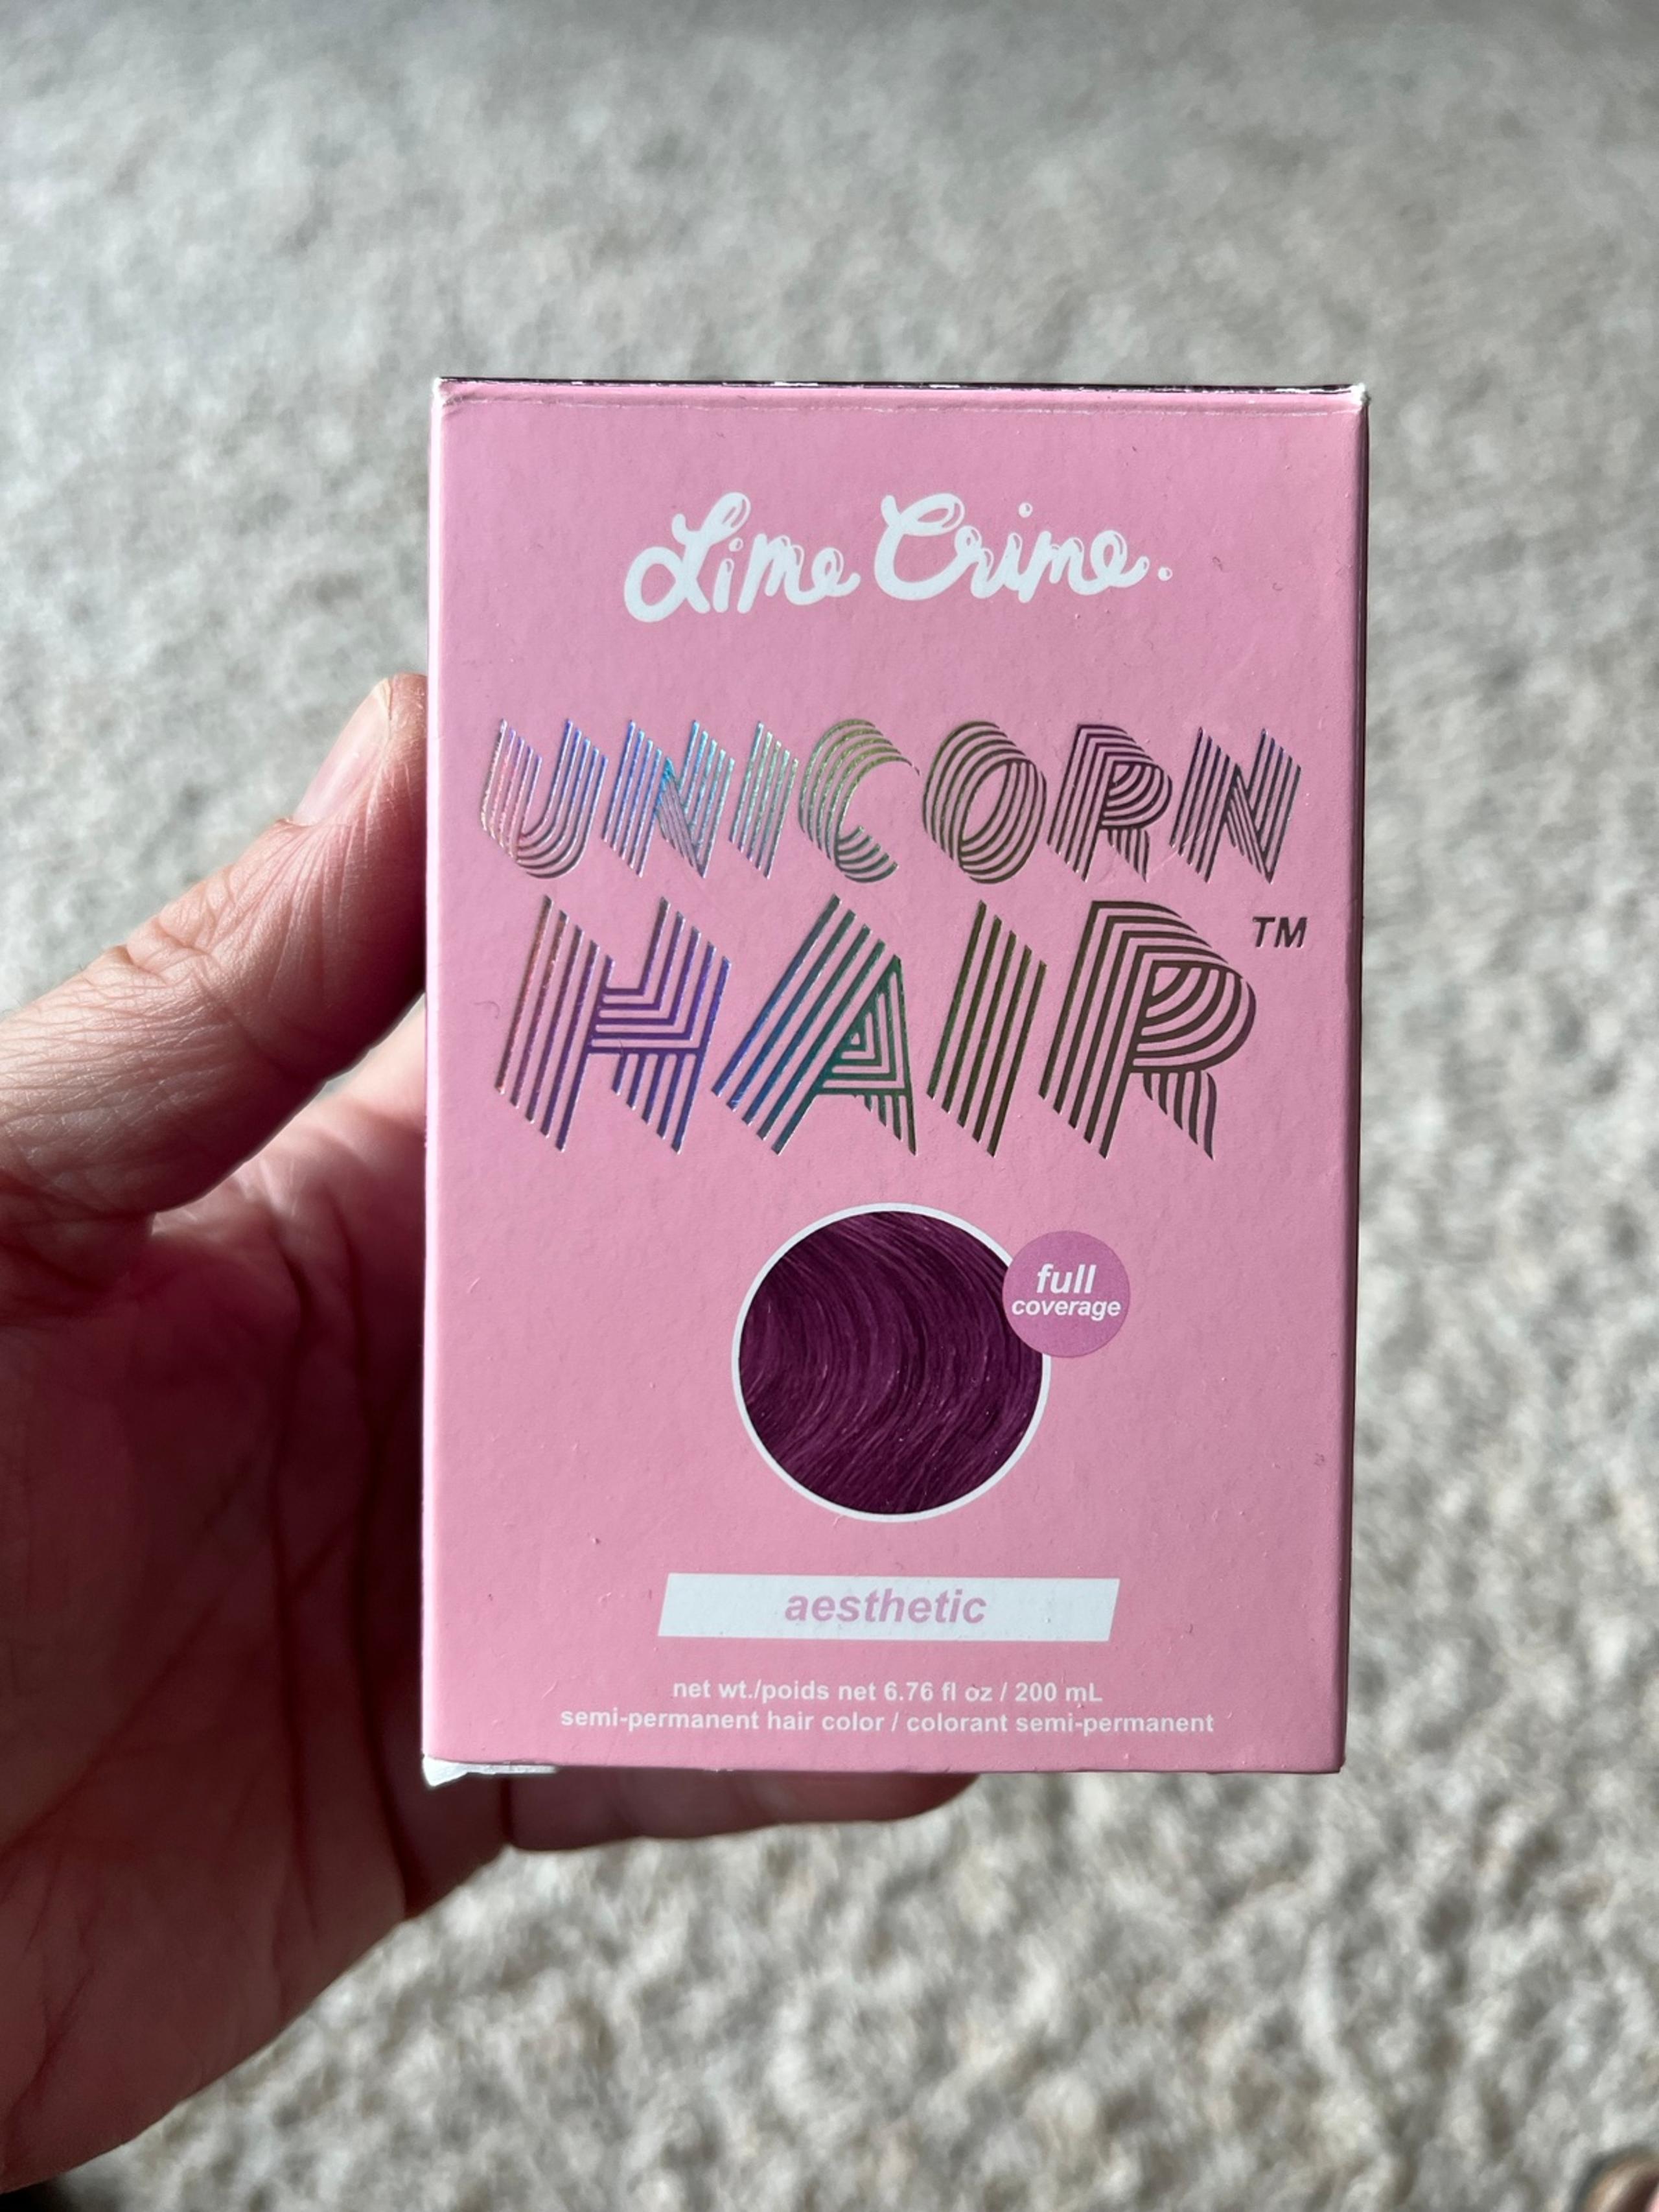 Lime Crime.
UNICORN
HAIR™
full
coverage
aesthetic
net wt./poids net 6.76 fl oz / 200 mL
semi-permanent hair color / colorant semi-permanent